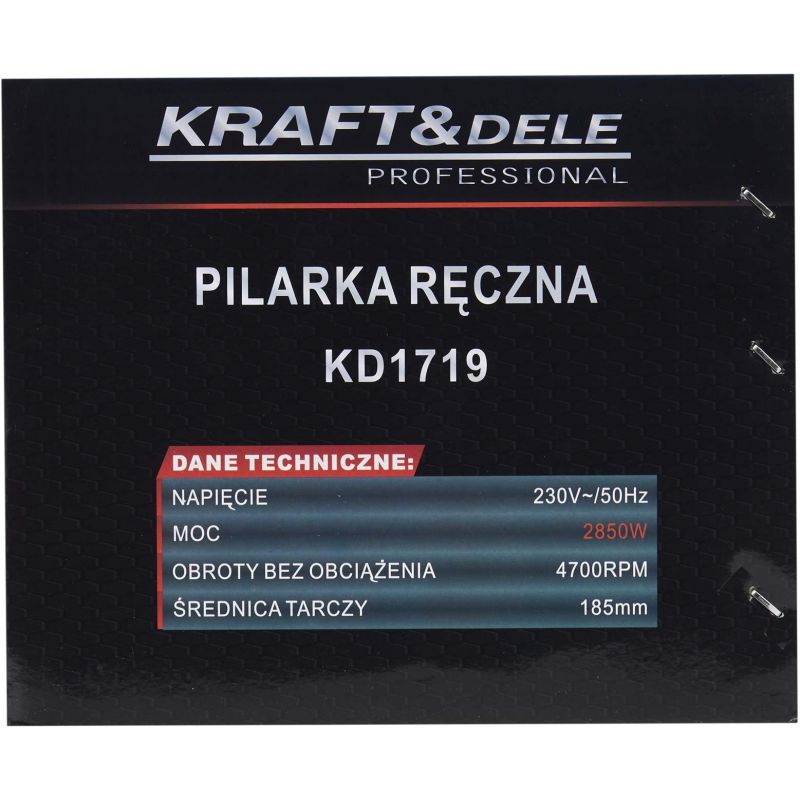 KRAFT&DELE
PROFESSIONAL
PILARKA RĘCZNA
KD1719
DANE TECHNICZNE:
NAPIĘCIE 230V~/50Hz
MOC 2850W
OBROTY BEZ OBCIĄŻENIA 4700RPM
ŚREDNICA TARCZY 185mm